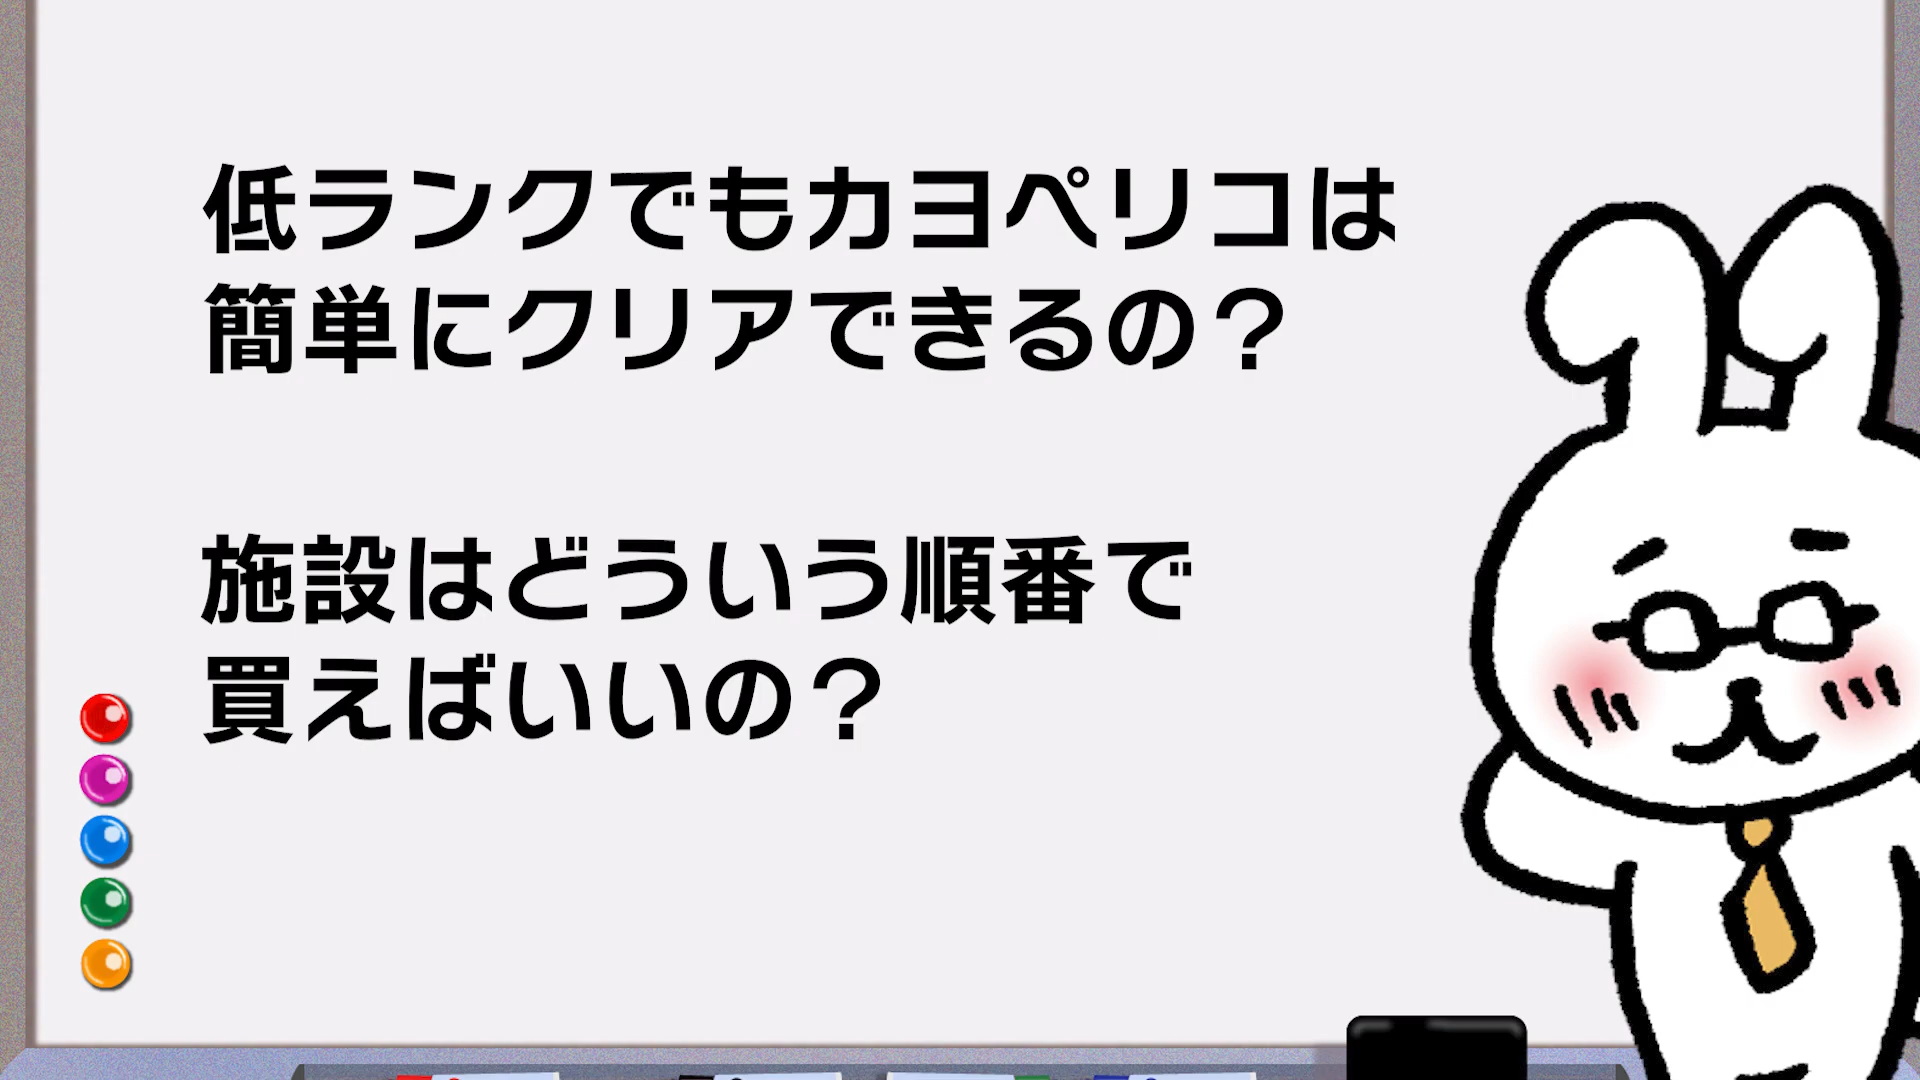 低ランクでもカヨペリコは
簡単にクリアできるの？
施設はどういう順番で
買えばいいの？